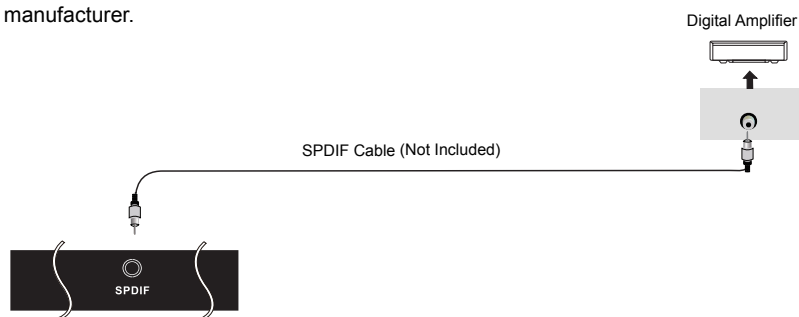 manufacturer.
Digital Amplifier
SPDIF Cable (Not Included)
SPDIF